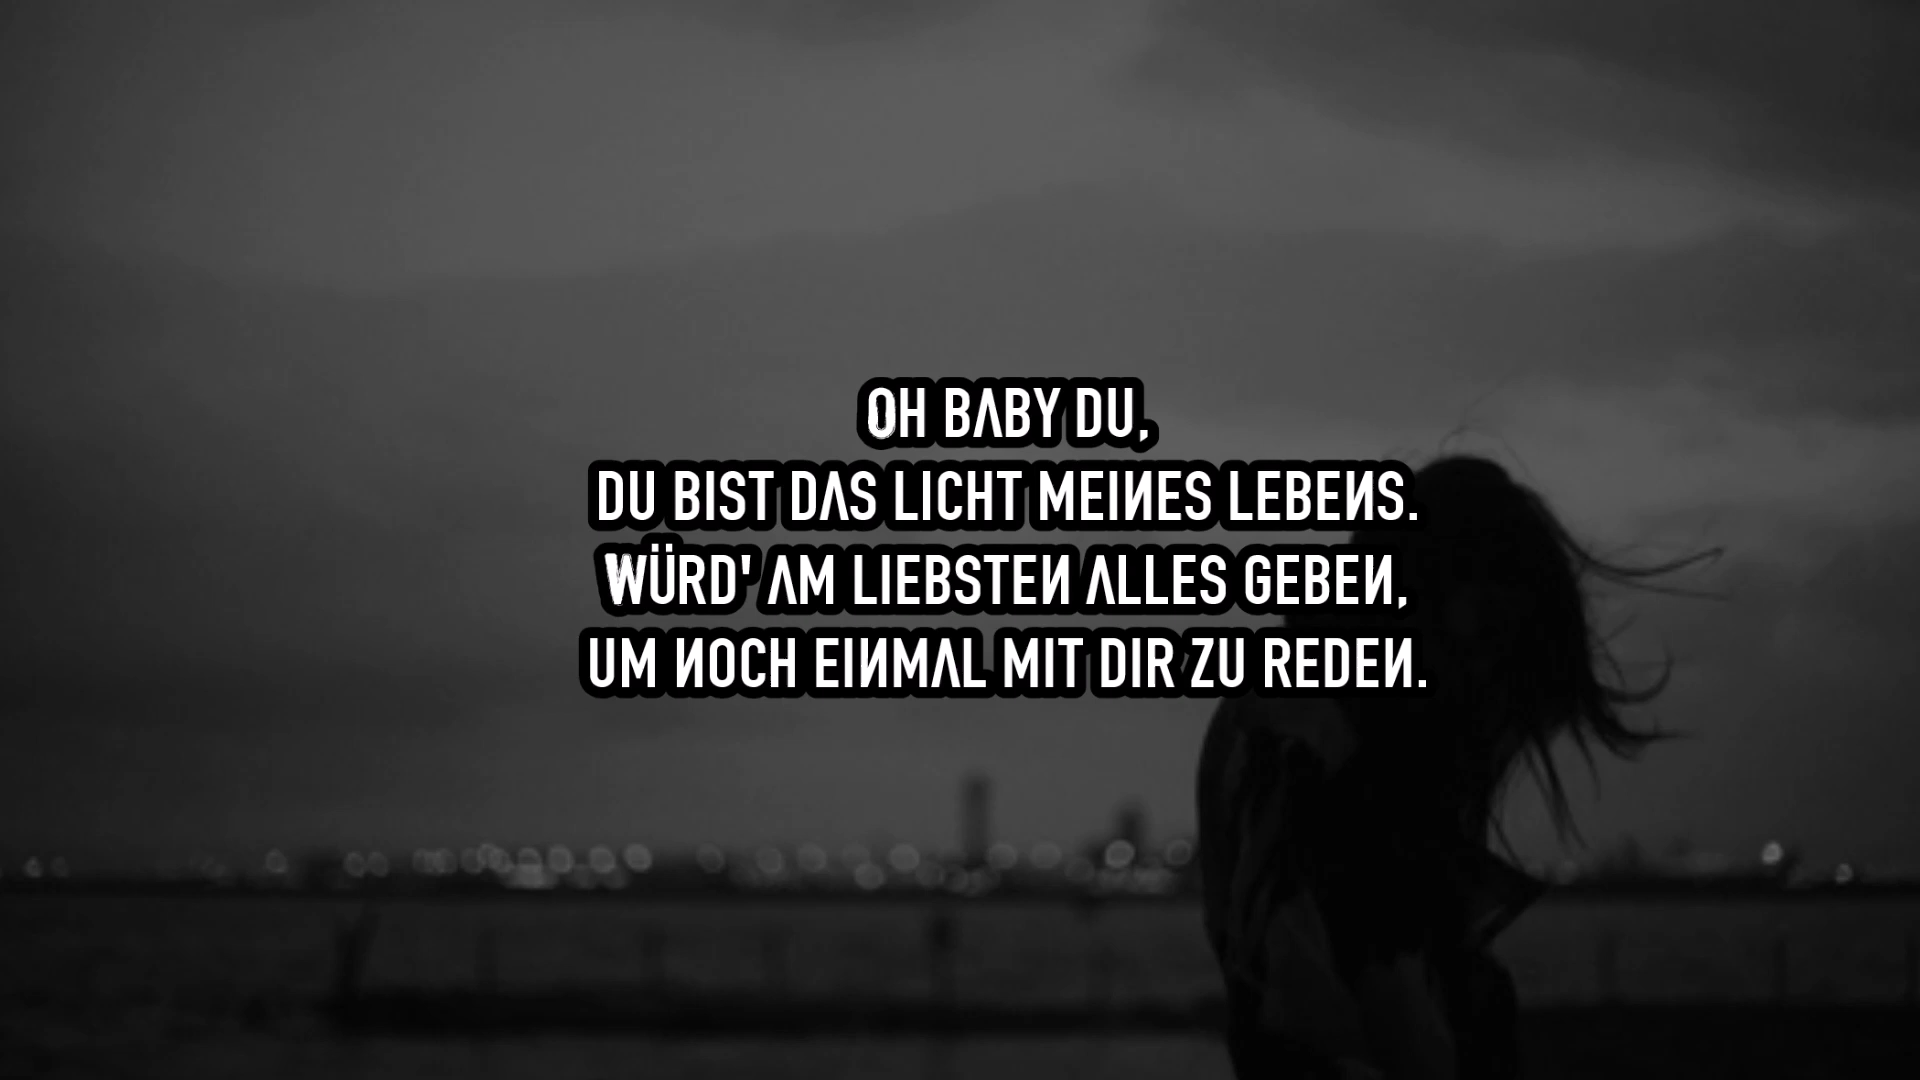 OH BABY DU,
DU BIST DAS LICHT MEINES LEBENS.
WÜRD' AM LIEBSTEN ALLES GEBEN,
UM NOCH EINMAL MIT DIR ZU REDEN.